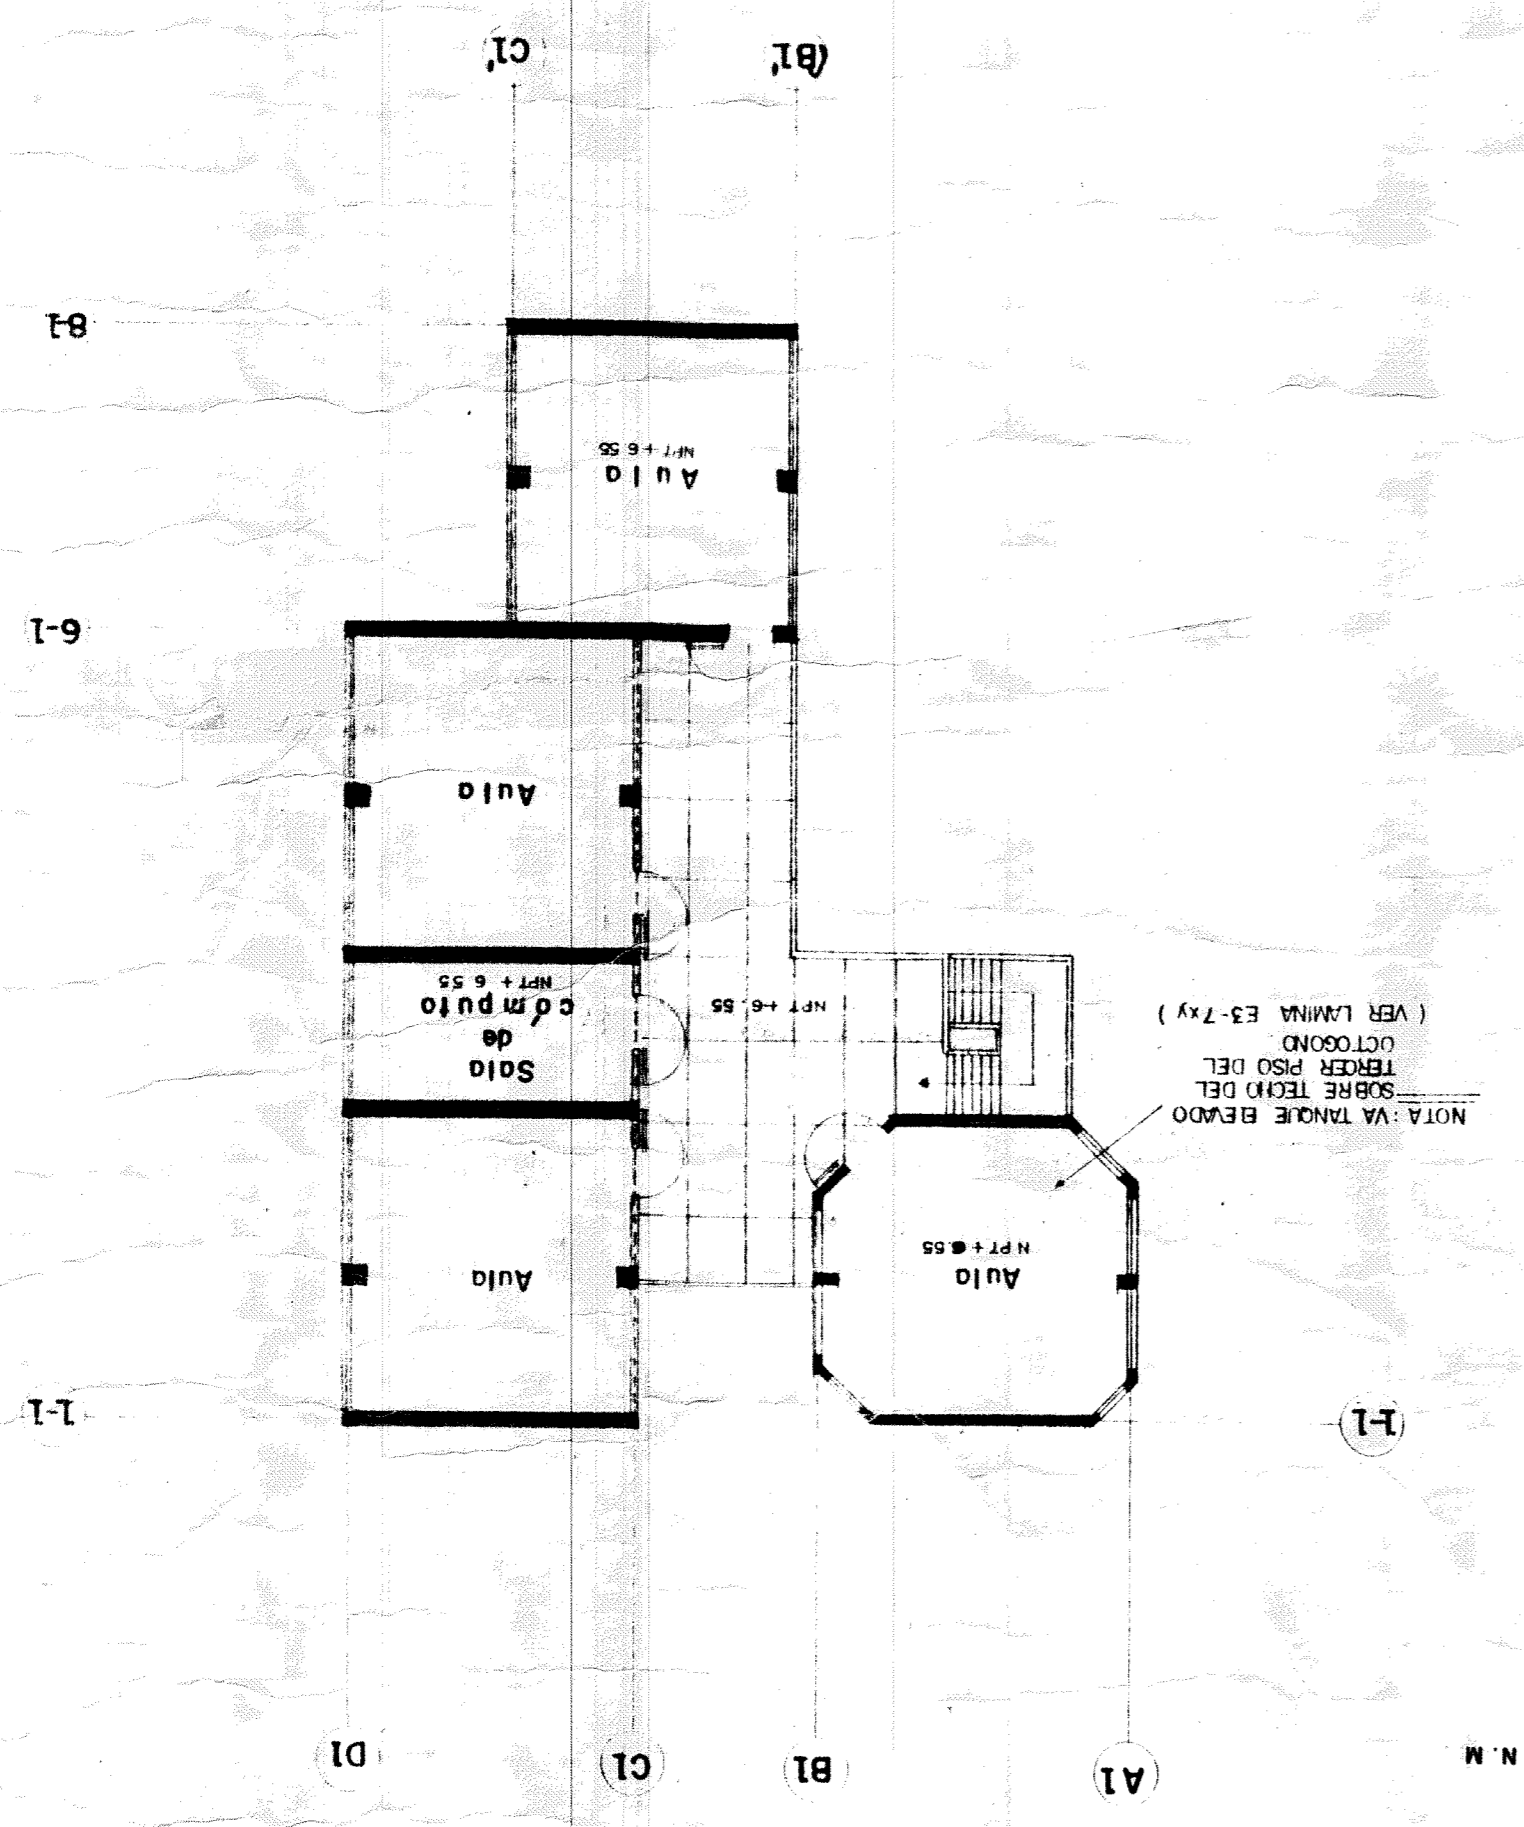 N. M
A1
B1
C1
D1
1-1
1-1
Aula
NPT + 6.55
Aula
NOTA: VA TANQUE ELEVADO
SOBRE TECHO DEL
TERCER PISO DEL
OCTOGONO
( VER LAMINA E3-7xy )
NPT + 6.55
Sala
de
cómputo
NPT + 6 55
Aula
6-1
Aula
NPT + 6 55
8-1
B1'
C1'